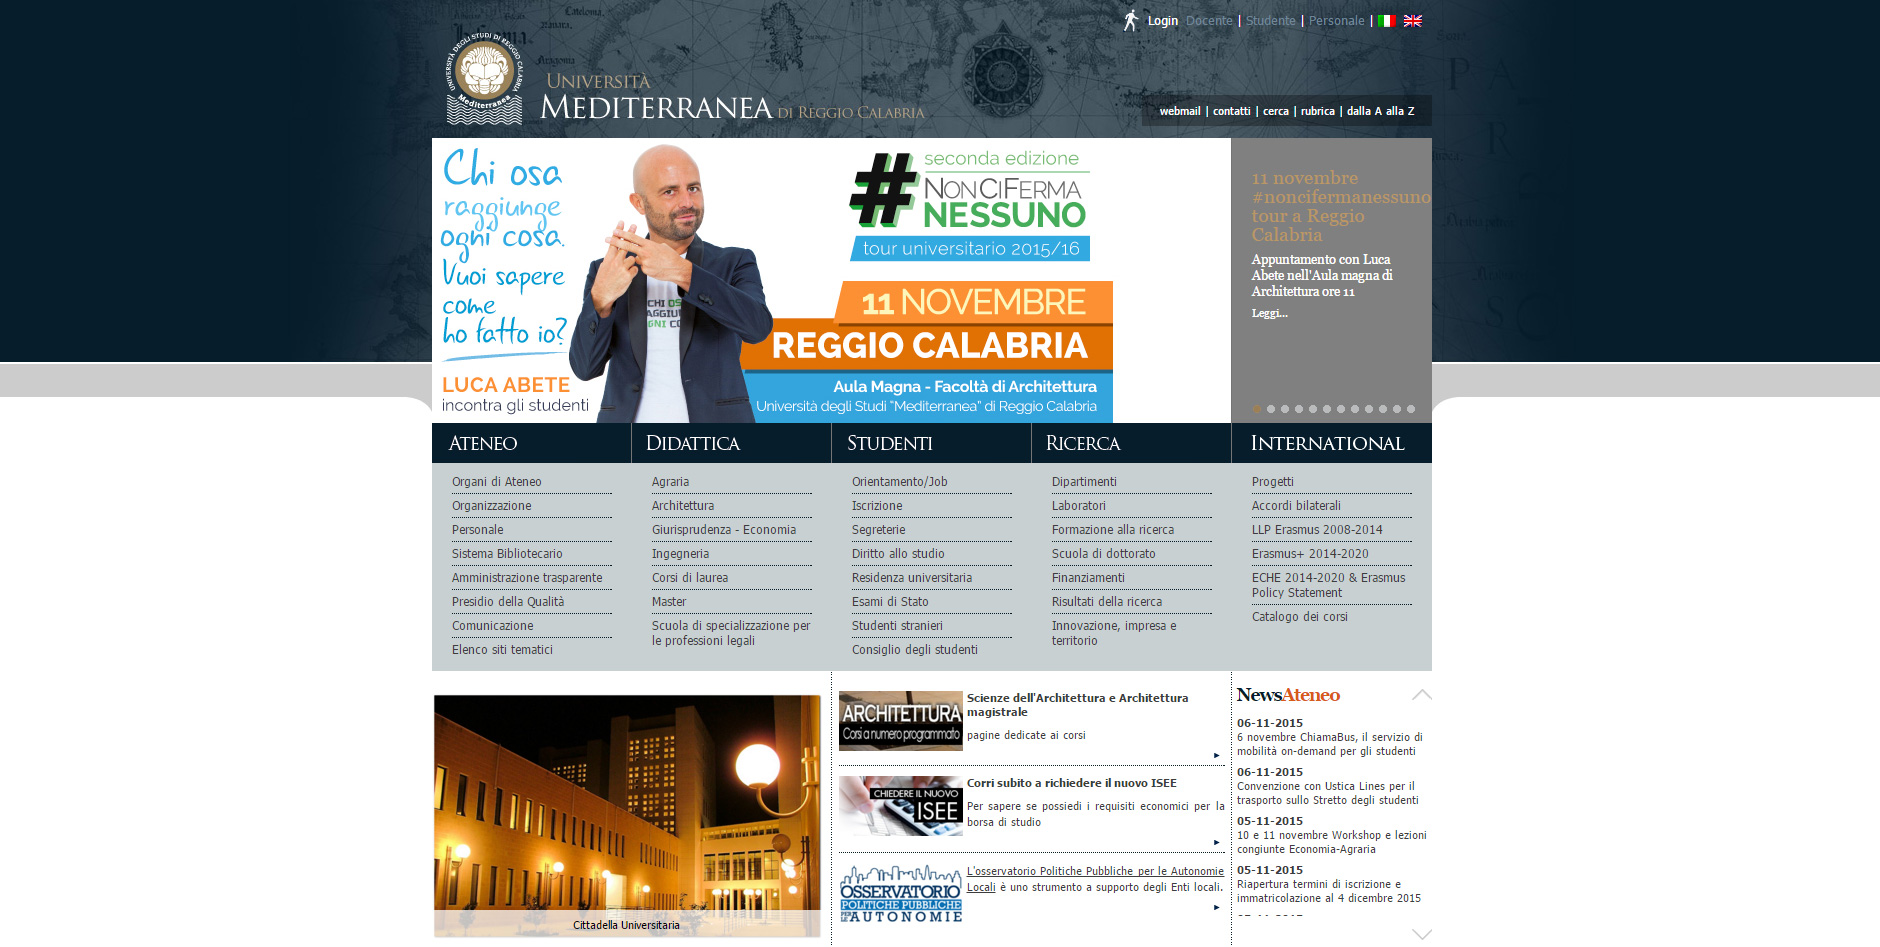 Login Docente | Studente | Personale |
UNIVERSITÀ DEGLI STUDI DI REGGIO CALABRIA
Mediterranea
Università
Mediterranea di Reggio Calabria
webmail | contatti | cerca | rubrica | dalla A alla Z
Chi osa
raggiunge
ogni cosa.
Vuoi sapere
come
ho fatto io?
LUCA ABETE
incontra gli studenti
CHI OS
AGGIUN
GNI CO
#
seconda edizione
NONCIFERMA
NESSUNO
tour universitario 2015/16
11 NOVEMBRE
REGGIO CALABRIA
Aula Magna - Facoltà di Architettura
Università degli Studi "Mediterranea" di Reggio Calabria
11 novembre
#noncifermanessuno
tour a Reggio
Calabria
Appuntamento con Luca
Abete nell'Aula magna di
Architettura ore 11
Leggi...
Ateneo
Organi di Ateneo
Organizzazione
Personale
Sistema Bibliotecario
Amministrazione trasparente
Presidio della Qualità
Comunicazione
Elenco siti tematici
Didattica
Agraria
Architettura
Giurisprudenza - Economia
Ingegneria
Corsi di laurea
Master
Scuola di specializzazione per
le professioni legali
Studenti
Orientamento/Job
Iscrizione
Segreterie
Diritto allo studio
Residenza universitaria
Esami di Stato
Studenti stranieri
Consiglio degli studenti
Ricerca
Dipartimenti
Laboratori
Formazione alla ricerca
Scuola di dottorato
Finanziamenti
Risultati della ricerca
Innovazione, impresa e
territorio
International
Progetti
Accordi bilaterali
LLP Erasmus 2008-2014
Erasmus+ 2014-2020
ECHE 2014-2020 & Erasmus
Policy Statement
Catalogo dei corsi
Cittadella Universitaria
ARCHITETTURA
Corsi a numero programmato
Scienze dell'Architettura e Architettura
magistrale
pagine dedicate ai corsi
CHIEDERE IL NUOVO
ISEE
Corri subito a richiedere il nuovo ISEE
Per sapere se possiedi i requisiti economici per la
borsa di studio
OSSERVATORIO
POLITICHE PUBBLICHE
PER LE AUTONOMIE
L'osservatorio Politiche Pubbliche per le Autonomie
Locali è uno strumento a supporto degli Enti locali.
NewsAteneo
06-11-2015
6 novembre ChiamaBus, il servizio di
mobilità on-demand per gli studenti
06-11-2015
Convenzione con Ustica Lines per il
trasporto sullo Stretto degli studenti
05-11-2015
10 e 11 novembre Workshop e lezioni
congiunte Economia-Agraria
05-11-2015
Riapertura termini di iscrizione e
immatricolazione al 4 dicembre 2015